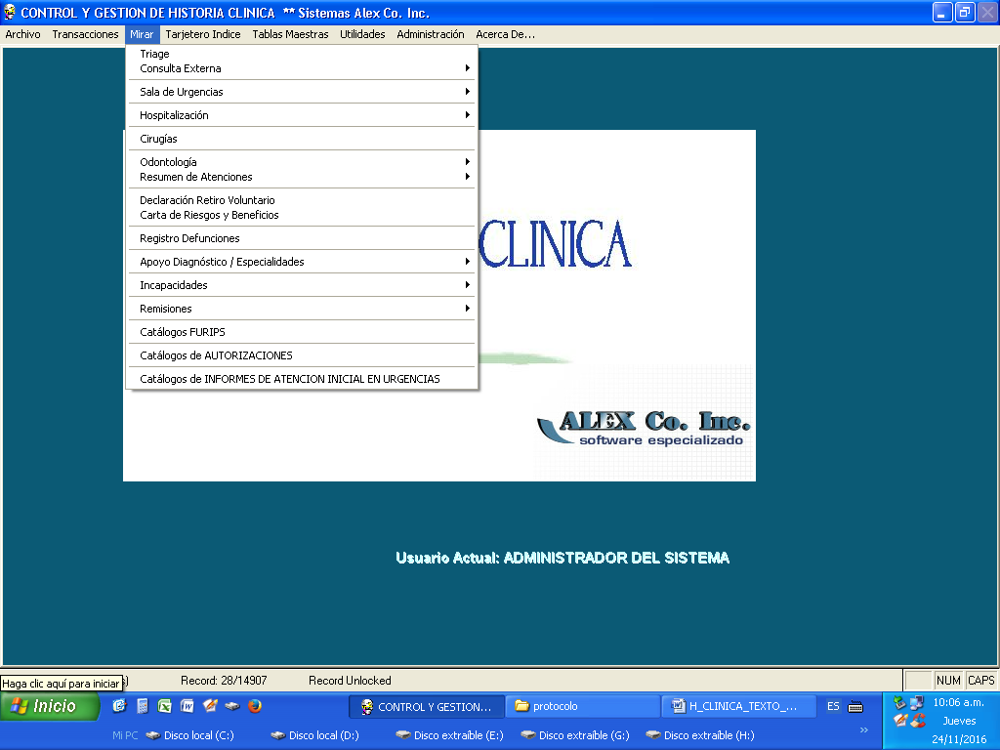 CONTROL Y GESTION DE HISTORIA CLINICA ** Sistemas Alex Co. Inc.
Archivo Transacciones Mirar Tarjetero Indice Tablas Maestras Utilidades Administración Acerca De...
Triage
Consulta Externa
Sala de Urgencias
Hospitalización
Cirugías
Odontología
Resumen de Atenciones
Declaración Retiro Voluntario
Carta de Riesgos y Beneficios
Registro Defunciones
Apoyo Diagnóstico / Especialidades
Incapacidades
Remisiones
Catálogos FURIPS
Catálogos de AUTORIZACIONES
Catálogos de INFORMES DE ATENCION INICIAL EN URGENCIAS
CLINICA
ALEX Co. Inc.
software especializado
Usuario Actual: ADMINISTRADOR DEL SISTEMA
Haga clic aquí para iniciar
Record: 28/14907 Record Unlocked NUM CAPS
Inicio CONTROL Y GESTION... protocolo H_CLINICA_TEXTO_... ES 10:06 a.m.
Jueves
Mi PC Disco local (C:) Disco local (D:) Disco extraíble (E:) Disco extraíble (G:) Disco extraíble (H:) 24/11/2016